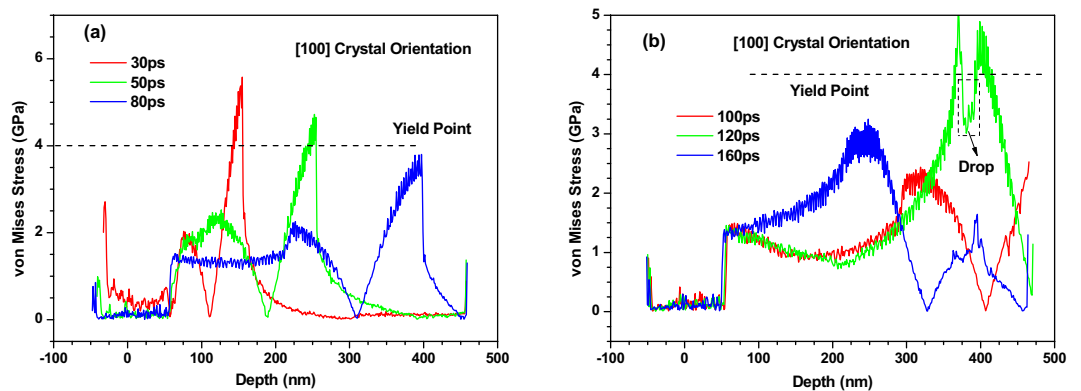 (a)
[100] Crystal Orientation
30ps
50ps
80ps
Yield Point
von Mises Stress (GPa)
6
4
2
0
-100 0 100 200 300 400 500
Depth (nm)
(b)
[100] Crystal Orientation
Yield Point
100ps
120ps
160ps
Drop
von Mises Stress (GPa)
5
4
3
2
1
0
-100 0 100 200 300 400 500
Depth (nm)